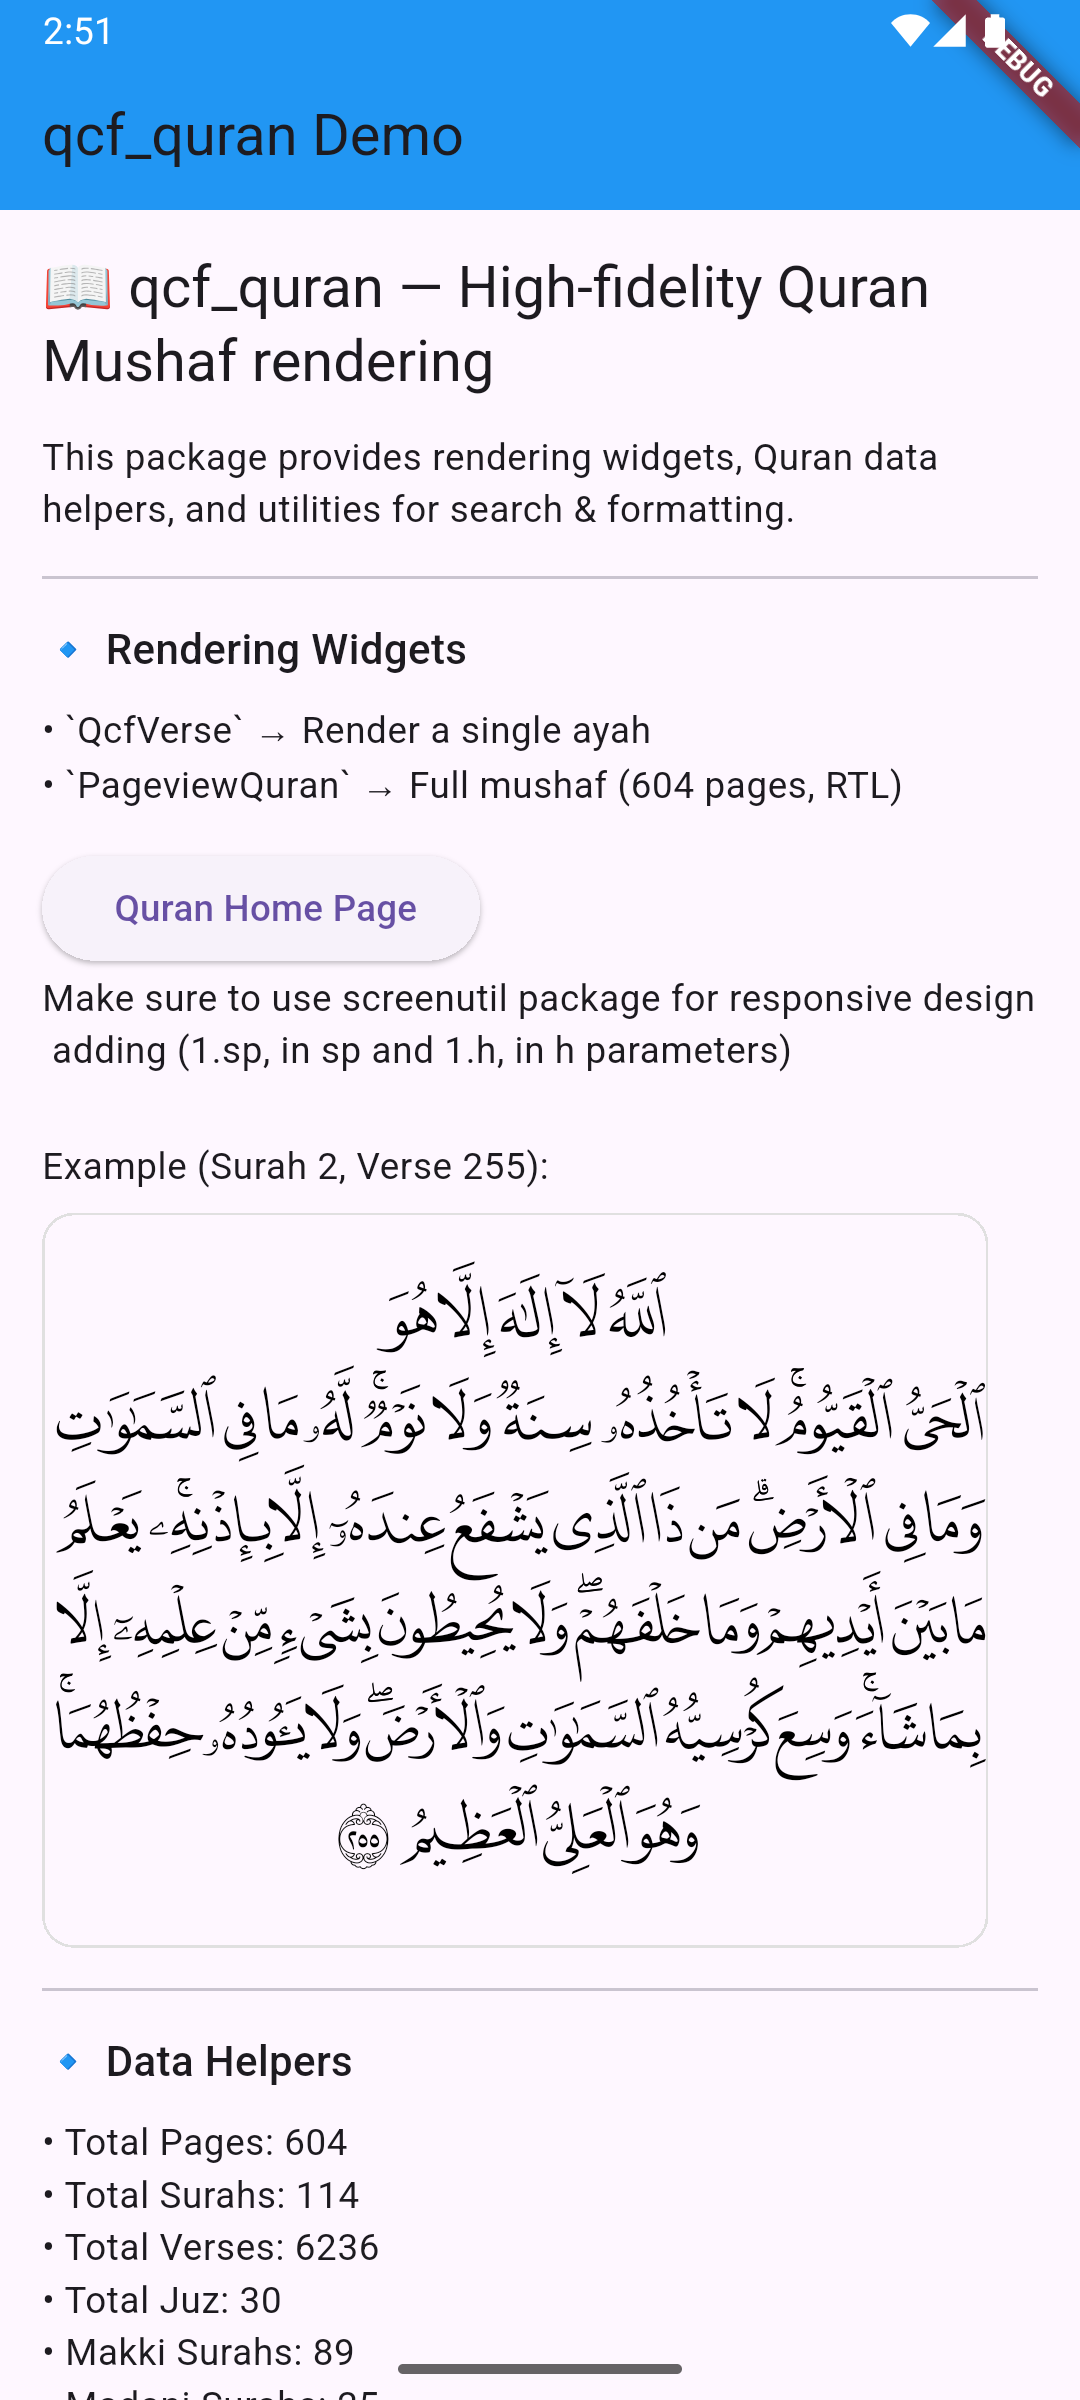 2:51
DEBUG
qcf_quran Demo
📖 qcf_quran — High-fidelity Quran
Mushaf rendering
This package provides rendering widgets, Quran data
helpers, and utilities for search & formatting.
🔹 Rendering Widgets
• `QcfVerse` → Render a single ayah
• `PageviewQuran` → Full mushaf (604 pages, RTL)
Quran Home Page
Make sure to use screenutil package for responsive design
adding (1.sp, in sp and 1.h, in h parameters)
Example (Surah 2, Verse 255):
ٱللَّهُ لَآ إِلَٰهَ إِلَّا هُوَ
ٱلْحَىُّ ٱلْقَيُّومُ ۚ لَا تَأْخُذُهُۥ سِنَةٌ وَلَا نَوْمٌ ۚ لَّهُۥ مَا فِى ٱلسَّمَٰوَٰتِ
وَمَا فِى ٱلْأَرْضِ ۗ مَن ذَا ٱلَّذِى يَشْفَعُ عِندَهُۥٓ إِلَّا بِإِذْنِهِۦ ۚ يَعْلَمُ
مَا بَيْنَ أَيْدِيهِمْ وَمَا خَلْفَهُمْ ۖ وَلَا يُحِيطُونَ بِشَىْءٍ مِّنْ عِلْمِهِۦٓ إِلَّا
بِمَا شَآءَ ۚ وَسِعَ كُرْسِيُّهُ ٱلسَّمَٰوَٰتِ وَٱلْأَرْضَ ۖ وَلَا يَـُٔودُهُۥ حِفْظُهُمَا ۚ
وَهُوَ ٱلْعَلِىُّ ٱلْعَظِيمُ ٢٥٥
🔹 Data Helpers
• Total Pages: 604
• Total Surahs: 114
• Total Verses: 6236
• Total Juz: 30
• Makki Surahs: 89